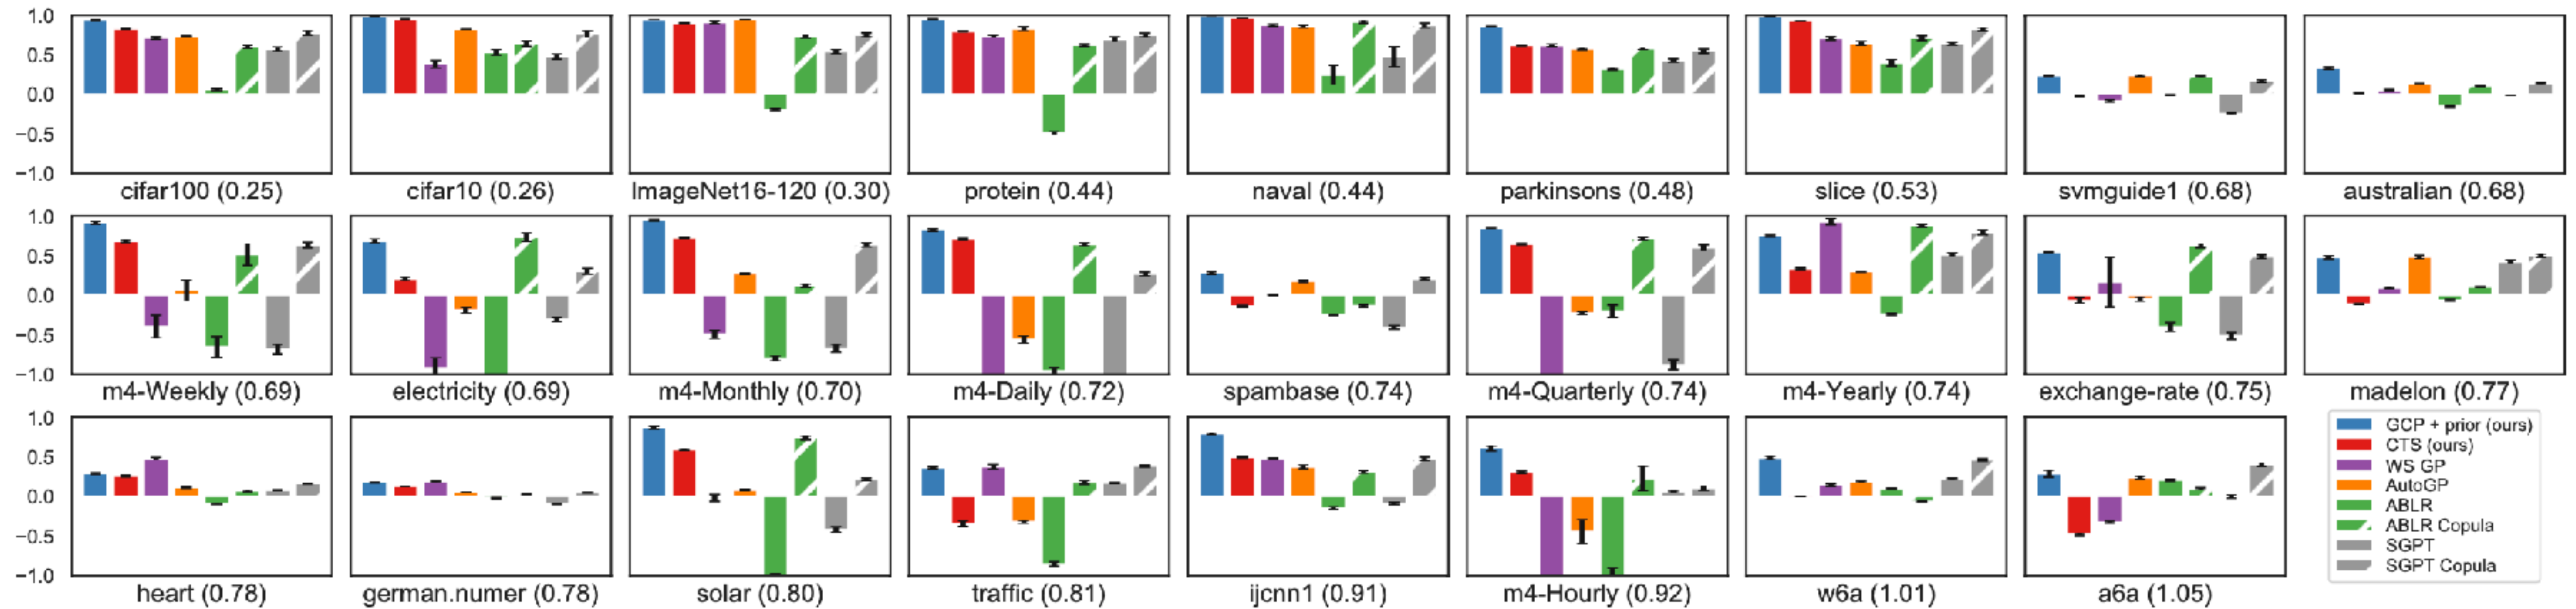 1.0
0.5
0.0
−0.5
−1.0
cifar100 (0.25)
cifar10 (0.26)
ImageNet16-120 (0.30)
protein (0.44)
naval (0.44)
parkinsons (0.48)
slice (0.53)
svmguide1 (0.68)
australian (0.68)
1.0
0.5
0.0
−0.5
−1.0
m4-Weekly (0.69)
electricity (0.69)
m4-Monthly (0.70)
m4-Daily (0.72)
spambase (0.74)
m4-Quarterly (0.74)
m4-Yearly (0.74)
exchange-rate (0.75)
madelon (0.77)
1.0
0.5
0.0
−0.5
−1.0
heart (0.78)
german.numer (0.78)
solar (0.80)
traffic (0.81)
ijcnn1 (0.91)
m4-Hourly (0.92)
w6a (1.01)
a6a (1.05)
GCP + prior (ours)
CTS (ours)
WS GP
AutoGP
ABLR
ABLR Copula
SGPT
SGPT Copula